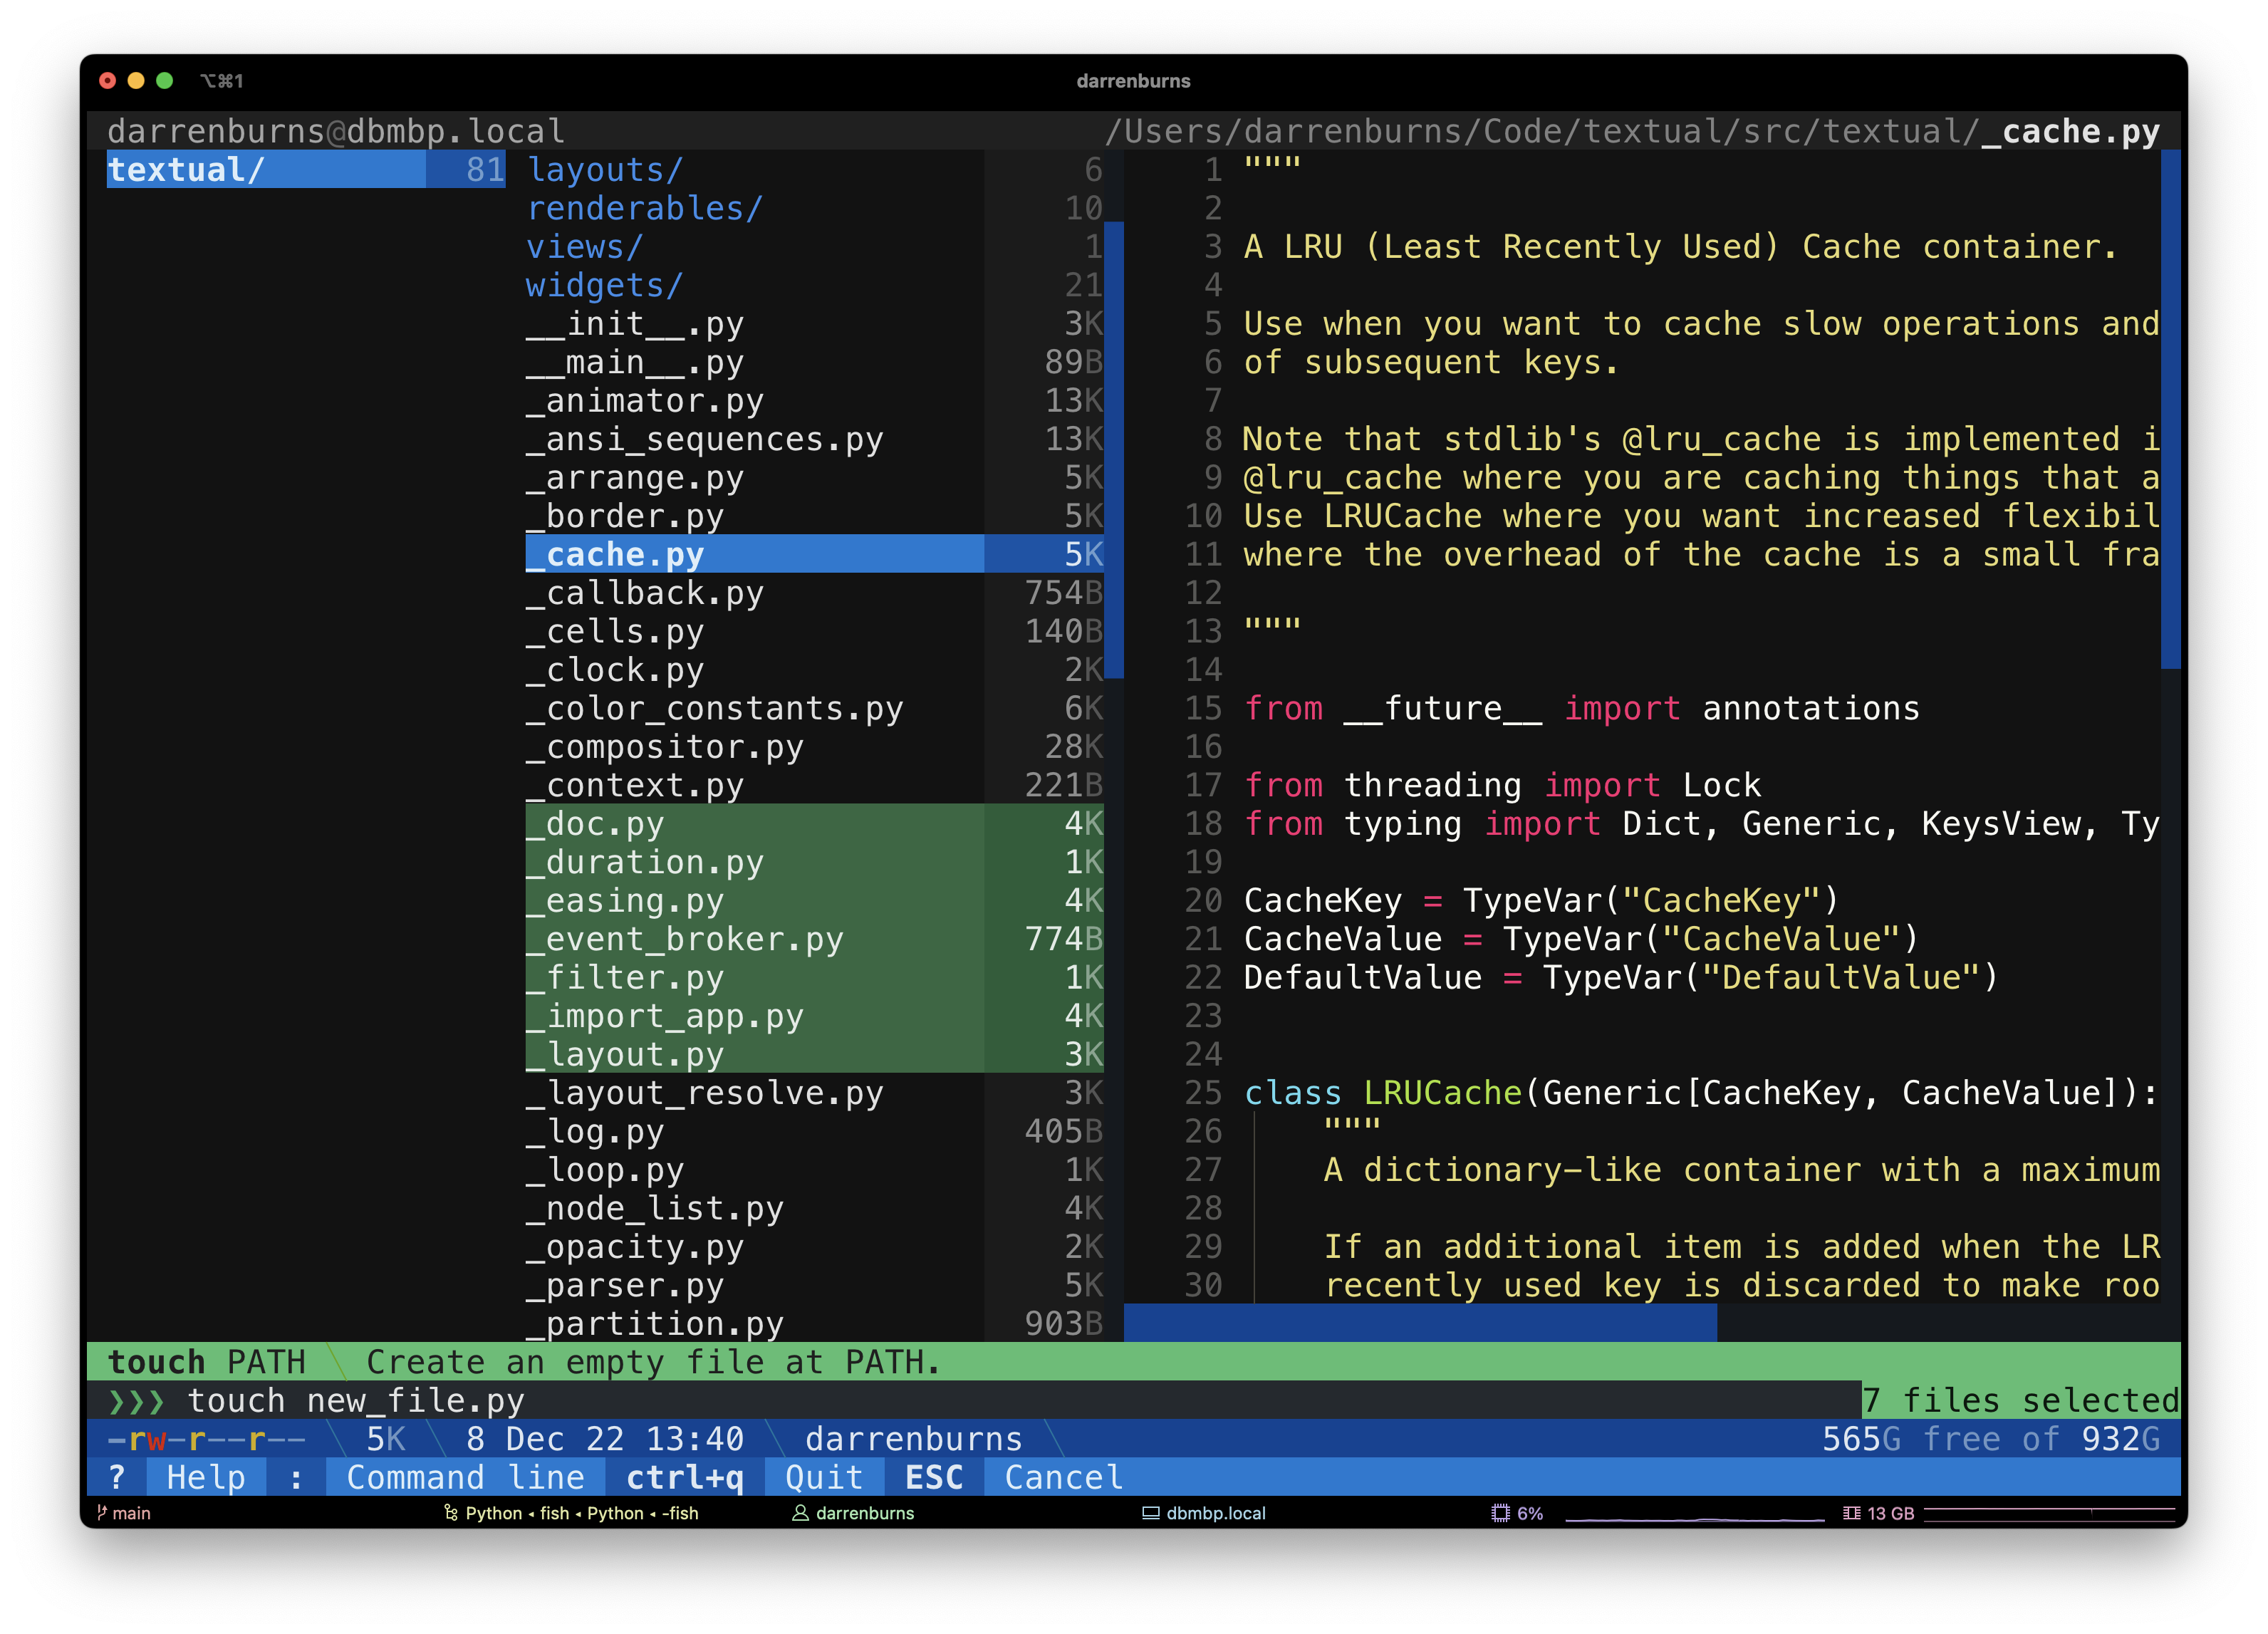 ⌥⌘1 darrenburns
darrenburns@dbmbp.local /Users/darrenburns/Code/textual/src/textual/_cache.py
textual/ 81
layouts/ 6
renderables/ 10
views/ 1
widgets/ 21
__init__.py 3K
__main__.py 89B
_animator.py 13K
_ansi_sequences.py 13K
_arrange.py 5K
_border.py 5K
_cache.py 5K
_callback.py 754B
_cells.py 140B
_clock.py 2K
_color_constants.py 6K
_compositor.py 28K
_context.py 221B
_doc.py 4K
_duration.py 1K
_easing.py 4K
_event_broker.py 774B
_filter.py 1K
_import_app.py 4K
_layout.py 3K
_layout_resolve.py 3K
_log.py 405B
_loop.py 1K
_node_list.py 4K
_opacity.py 2K
_parser.py 5K
_partition.py 903B
1 """
2
3 A LRU (Least Recently Used) Cache container.
4
5 Use when you want to cache slow operations and
6 of subsequent keys.
7
8 Note that stdlib's @lru_cache is implemented i
9 @lru_cache where you are caching things that a
10 Use LRUCache where you want increased flexibil
11 where the overhead of the cache is a small fra
12
13 """
14
15 from __future__ import annotations
16
17 from threading import Lock
18 from typing import Dict, Generic, KeysView, Ty
19
20 CacheKey = TypeVar("CacheKey")
21 CacheValue = TypeVar("CacheValue")
22 DefaultValue = TypeVar("DefaultValue")
23
24
25 class LRUCache(Generic[CacheKey, CacheValue]):
26 """
27 A dictionary-like container with a maximum
28
29 If an additional item is added when the LR
30 recently used key is discarded to make roo
touch PATH Create an empty file at PATH.
❯❯❯ touch new_file.py 7 files selected
-rw-r--r-- 5K 8 Dec 22 13:40 darrenburns 565G free of 932G
? Help : Command line ctrl+q Quit ESC Cancel
main Python ◂ fish ◂ Python ◂ -fish darrenburns dbmbp.local 6% 13 GB